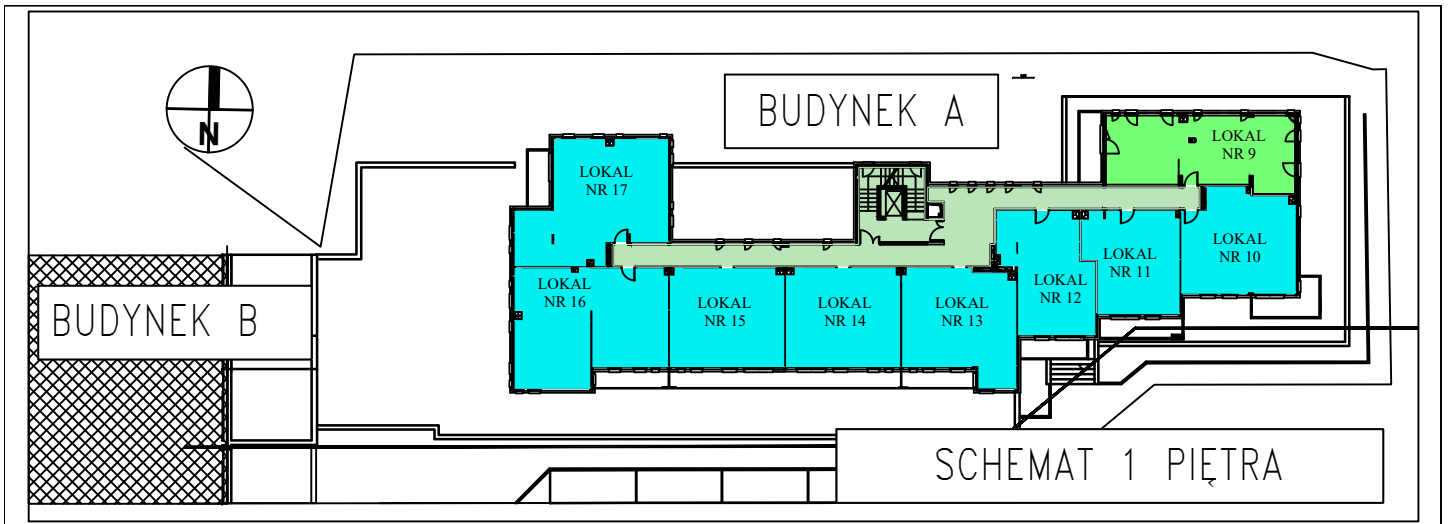 BUDYNEK A
N
LOKAL
NR 9
LOKAL
NR 17
LOKAL
NR 10
LOKAL
NR 11
LOKAL
NR 12
LOKAL
NR 16
LOKAL
NR 15
LOKAL
NR 14
LOKAL
NR 13
BUDYNEK B
SCHEMAT 1 PIĘTRA